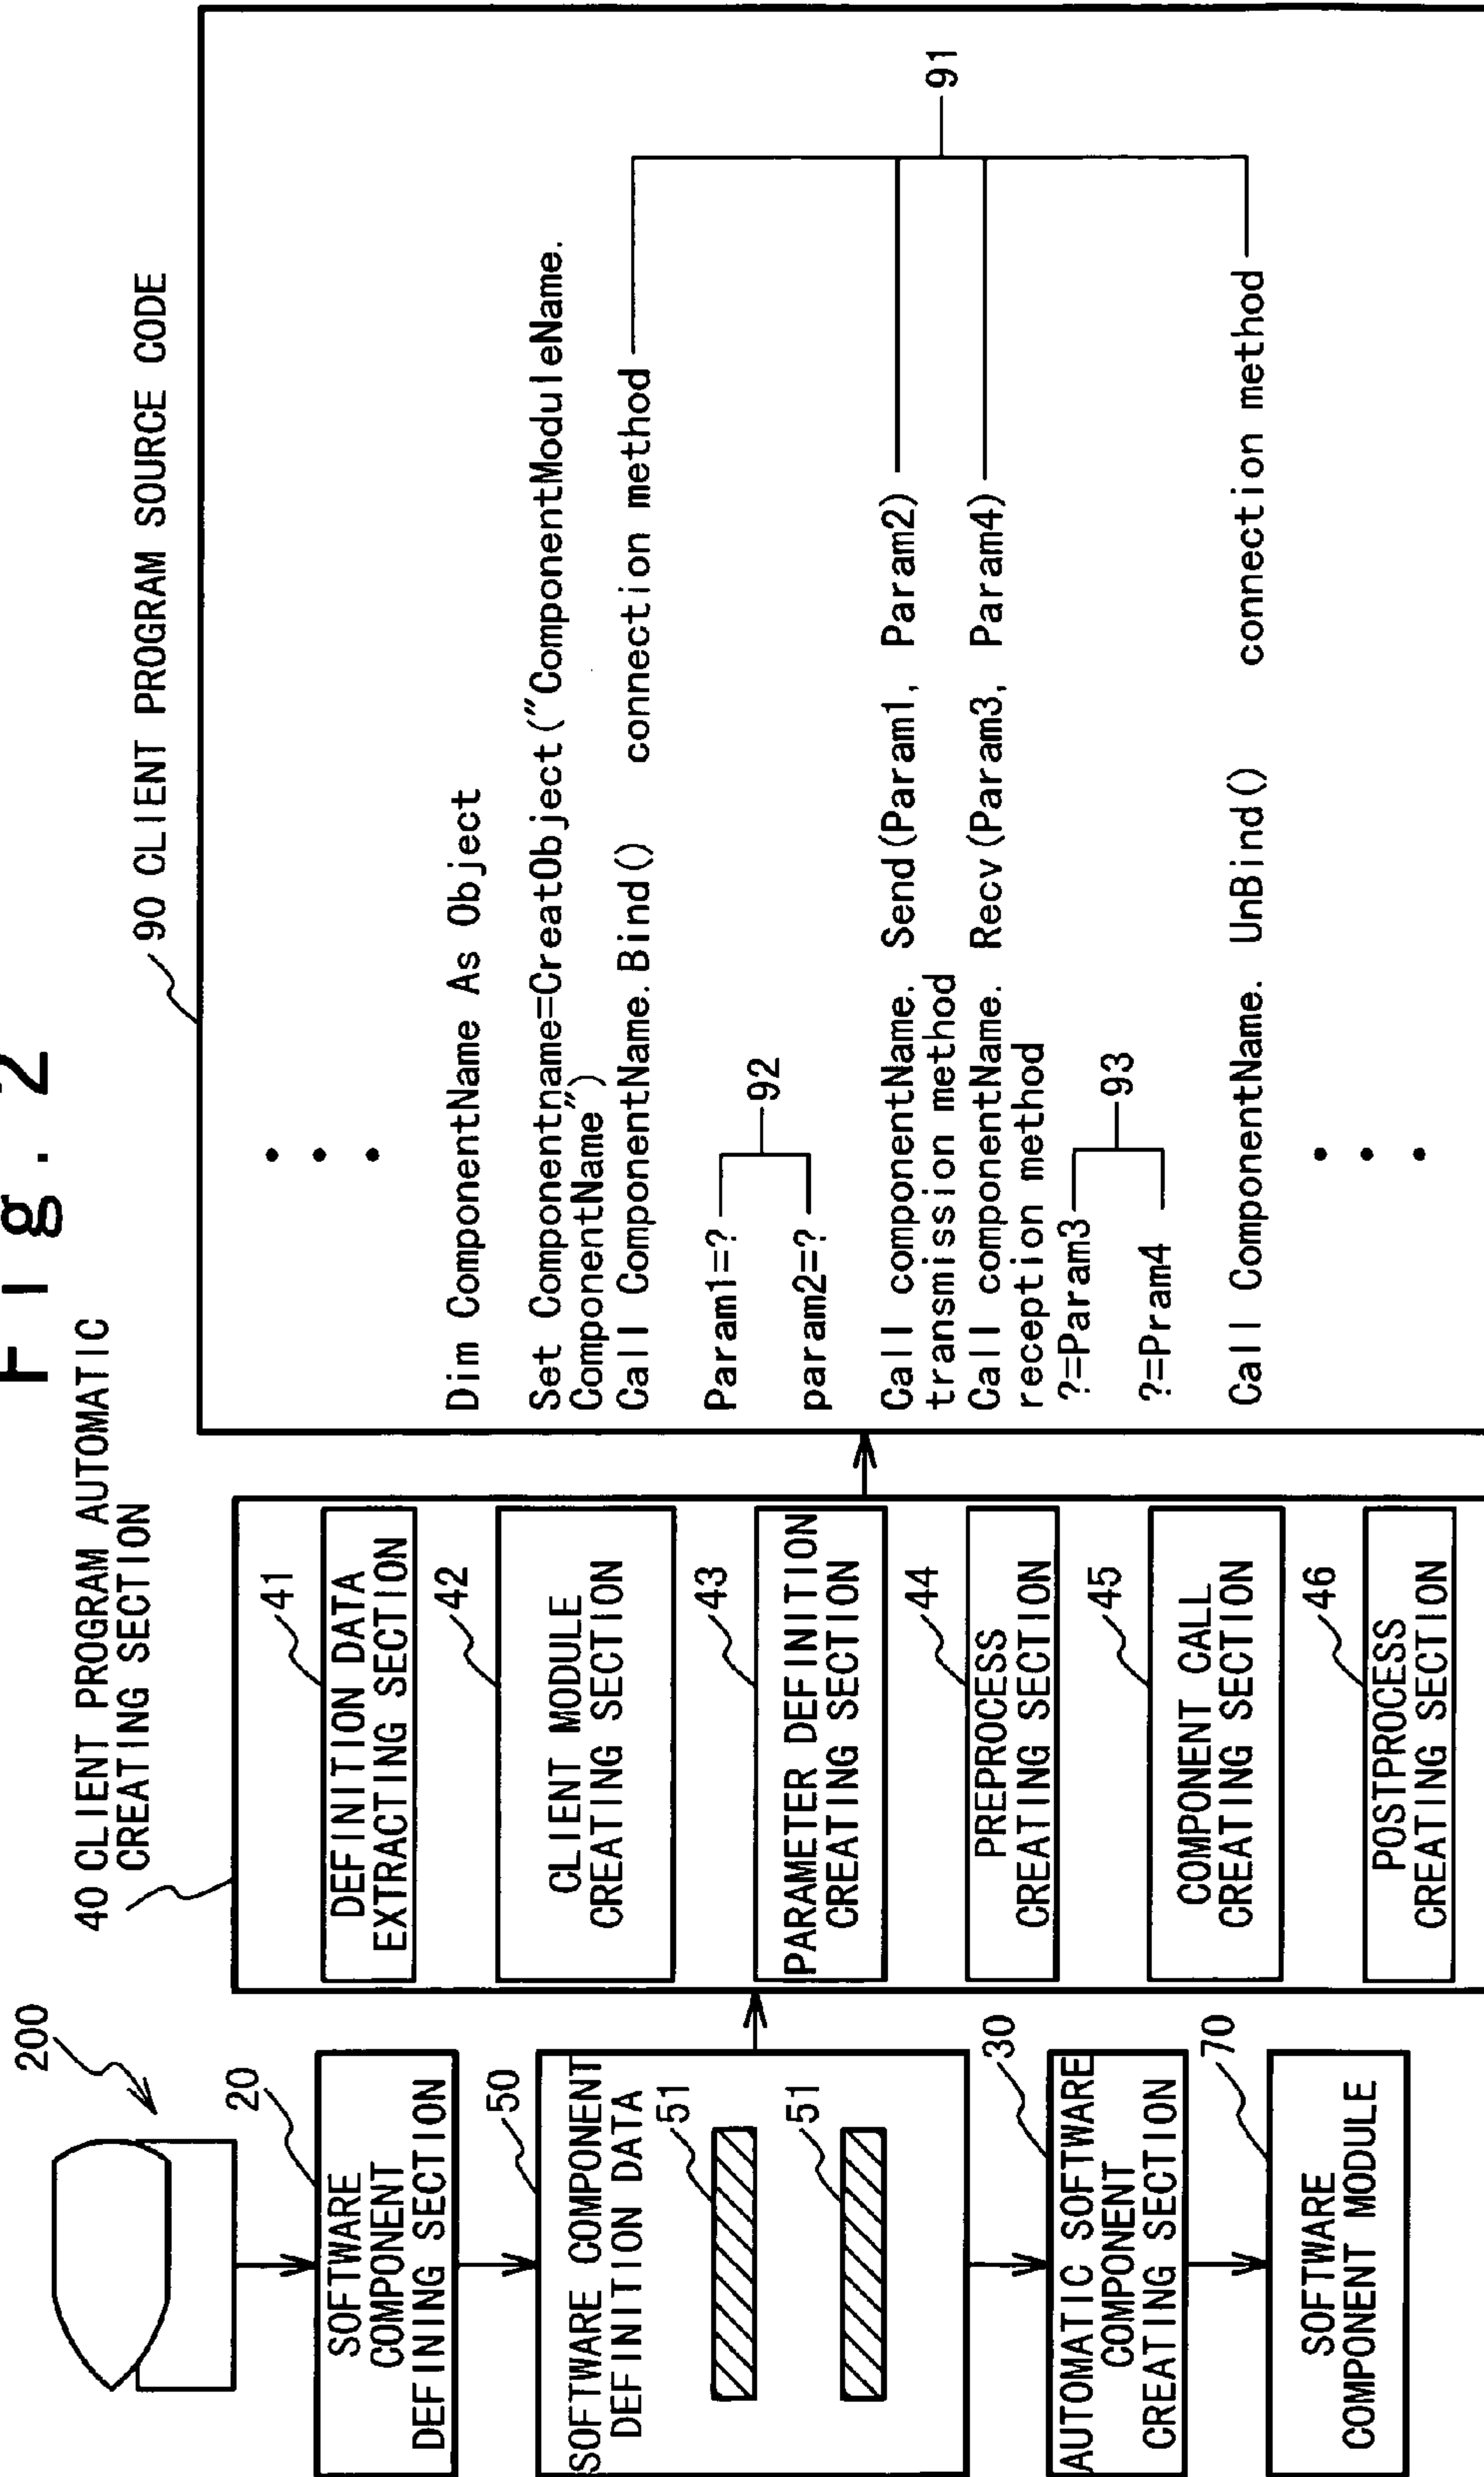 Fig. 2
200
20
SOFTWARE
COMPONENT
DEFINING SECTION
50
SOFTWARE COMPONENT
DEFINITION DATA
51
51
30
AUTOMATIC SOFTWARE
COMPONENT
CREATING SECTION
70
SOFTWARE
COMPONENT MODULE
40 CLIENT PROGRAM AUTOMATIC
CREATING SECTION
41
DEFINITION DATA
EXTRACTING SECTION
42
CLIENT MODULE
CREATING SECTION
43
PARAMETER DEFINITION
CREATING SECTION
44
PREPROCESS
CREATING SECTION
45
COMPONENT CALL
CREATING SECTION
46
POSTPROCESS
CREATING SECTION
90 CLIENT PROGRAM SOURCE CODE
Dim ComponentName As Object
Set Componentname=CreatObject("ComponentModuleName.
ComponentName")
Call ComponentName.Bind() connection method
Param1=?
92
param2=?
Call componentName. Send(Param1, Param2)
transmission method
Call componentName. Recv(Param3, Param4)
reception method
?=Param3
93
?=Pram4
Call ComponentName. UnBind() connection method
91